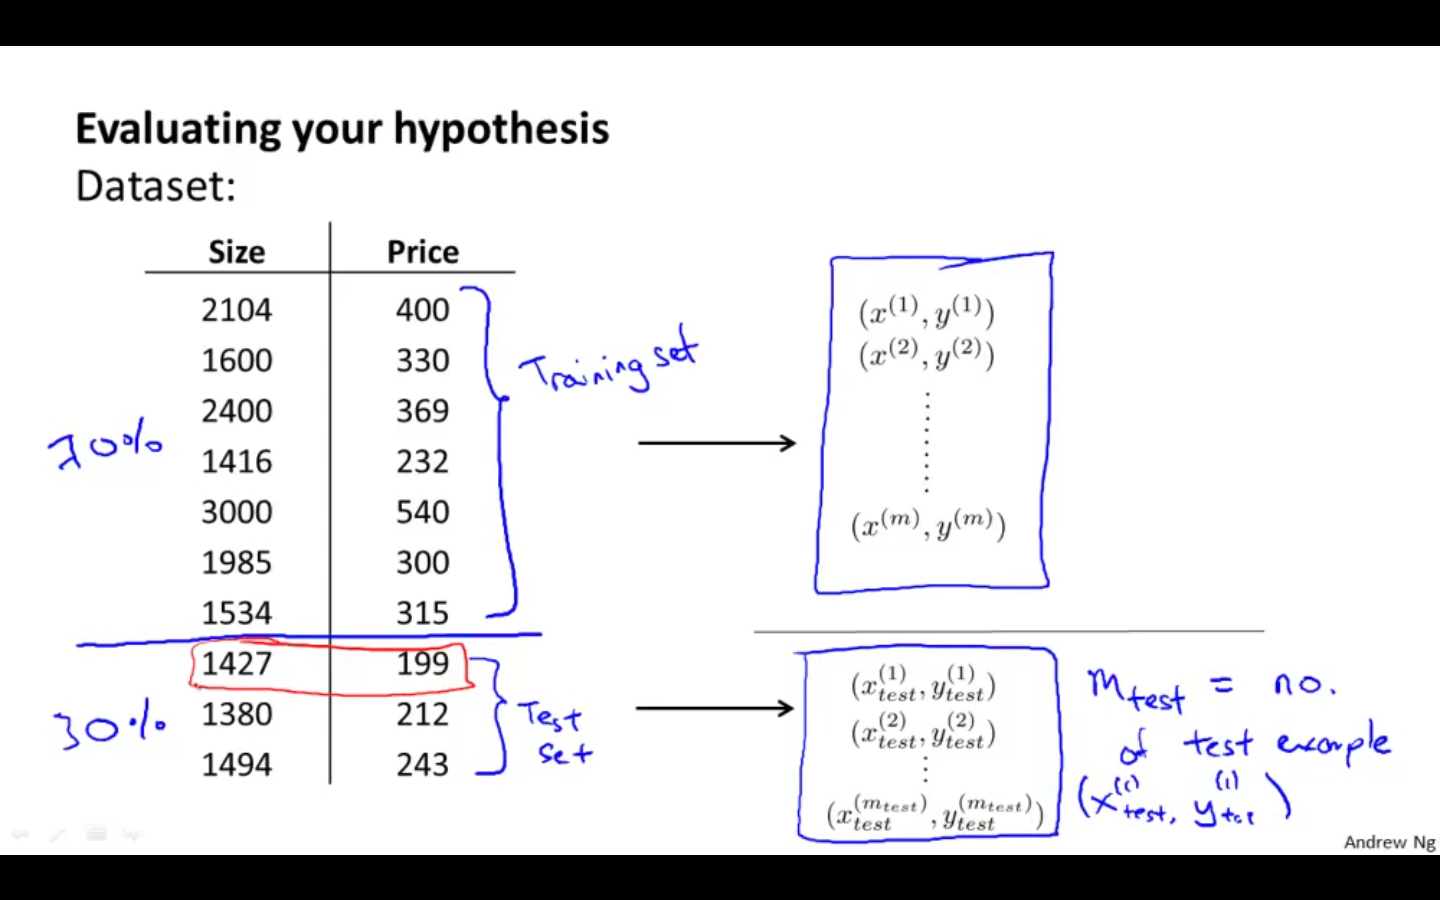 Evaluating your hypothesis
Dataset:
Size Price
2104 400
1600 330
2400 369
1416 232
3000 540
1985 300
1534 315
1427 199
1380 212
1494 243
70%
30%
Training set
Test
set
(x^{(1)}, y^{(1)})
(x^{(2)}, y^{(2)})
(x^{(m)}, y^{(m)})
(x_{test}^{(1)}, y_{test}^{(1)})
(x_{test}^{(2)}, y_{test}^{(2)})
(x_{test}^{(m_{test})}, y_{test}^{(m_{test})})
m_{test} = no.
of test example
(x_{test}^{(1)}, y_{test}^{(1)})
Andrew Ng